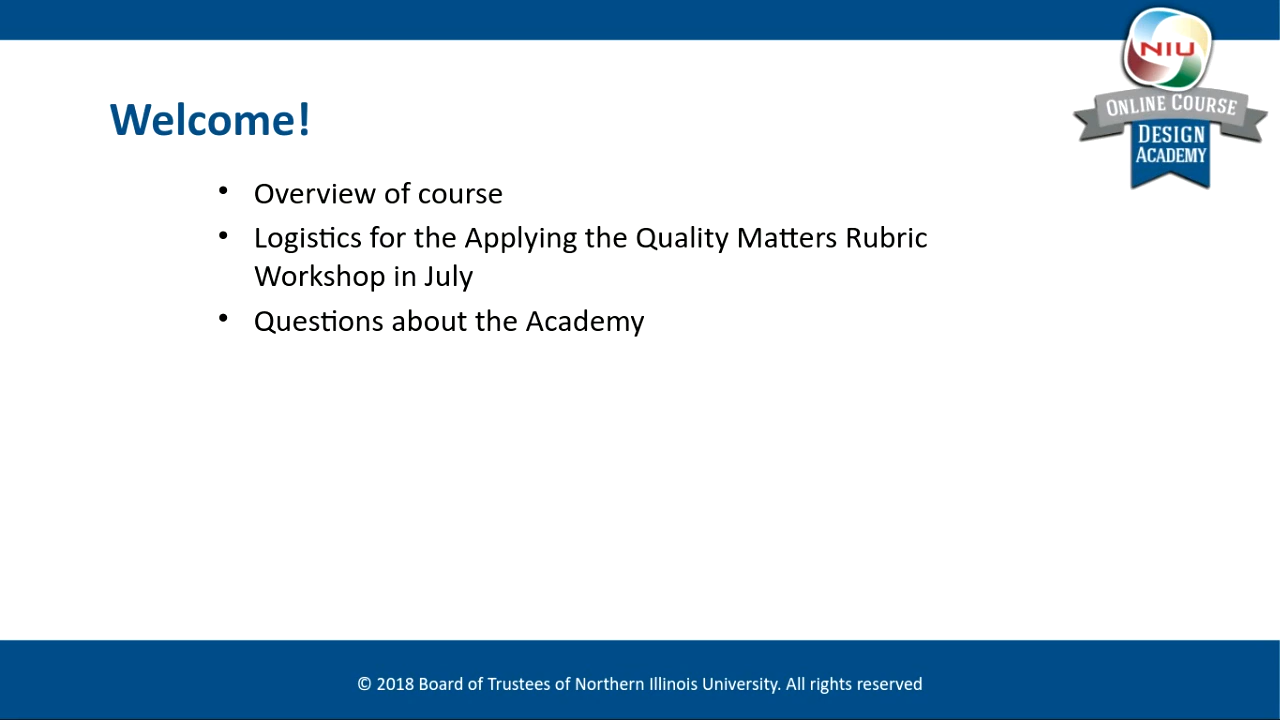 NIU
ONLINE COURSE
DESIGN
ACADEMY
Welcome!
• Overview of course
• Logistics for the Applying the Quality Matters Rubric
Workshop in July
• Questions about the Academy
© 2018 Board of Trustees of Northern Illinois University. All rights reserved